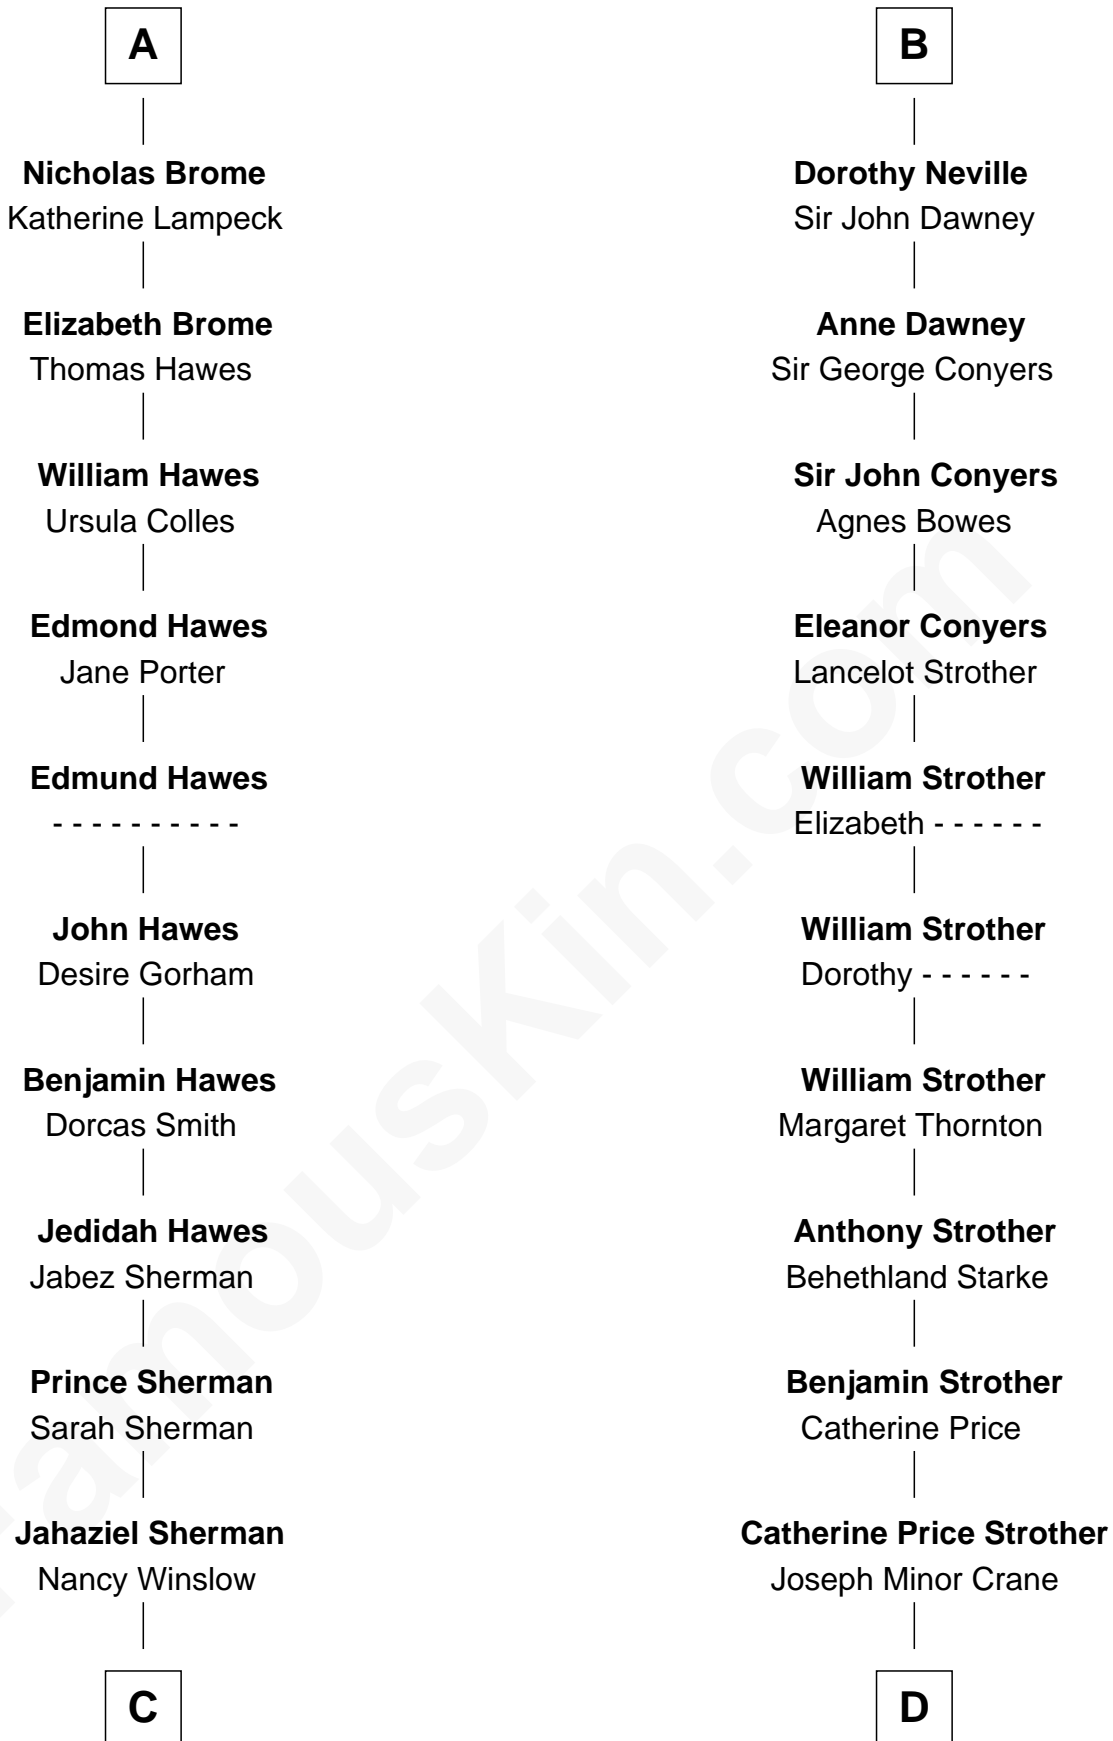 A
Nicholas Brome
Katherine Lampeck
Elizabeth Brome
Thomas Hawes
William Hawes
Ursula Colles
Edmond Hawes
Jane Porter
Edmund Hawes
- - - - - - - - - -
John Hawes
Desire Gorham
Benjamin Hawes
Dorcas Smith
Jedidah Hawes
Jabez Sherman
Prince Sherman
Sarah Sherman
Jahaziel Sherman
Nancy Winslow
C
B
Dorothy Neville
Sir John Dawney
Anne Dawney
Sir George Conyers
Sir John Conyers
Agnes Bowes
Eleanor Conyers
Lancelot Strother
William Strother
Elizabeth - - - - - -
William Strother
Dorothy - - - - - -
William Strother
Margaret Thornton
Anthony Strother
Behethland Starke
Benjamin Strother
Catherine Price
Catherine Price Strother
Joseph Minor Crane
D
FamousKin.com